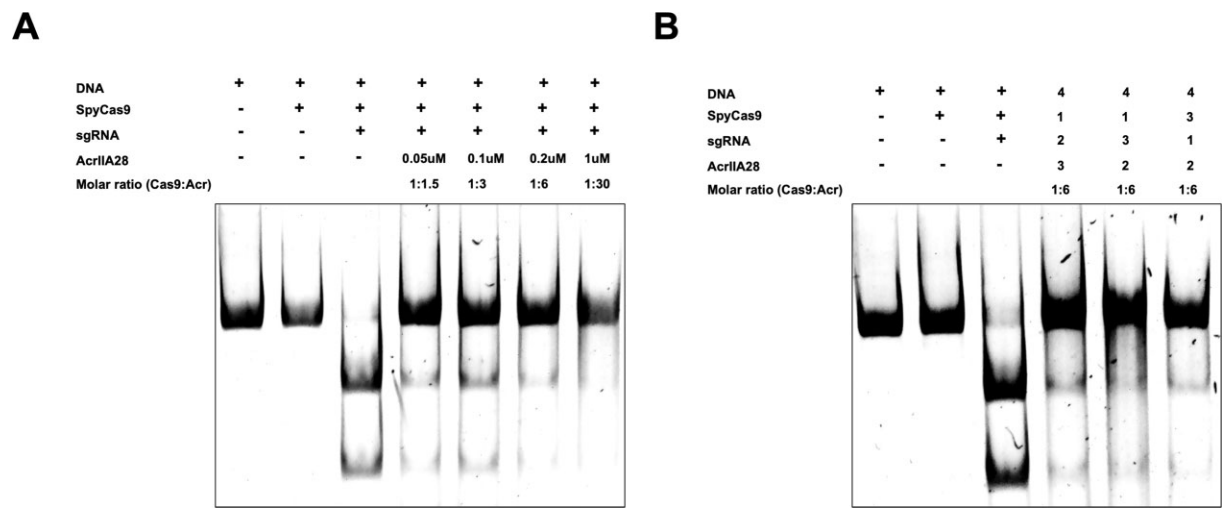 A
DNA + + + + + + +
SpyCas9 - + + + + + +
sgRNA - - + + + + +
AcrIIA28 - - - 0.05uM 0.1uM 0.2uM 1uM
Molar ratio (Cas9:Acr) 1:1.5 1:3 1:6 1:30
B
DNA + + + 4 4 4
SpyCas9 - + + 1 1 3
sgRNA - - + 2 3 1
AcrIIA28 - - - 3 2 2
Molar ratio (Cas9:Acr) 1:6 1:6 1:6